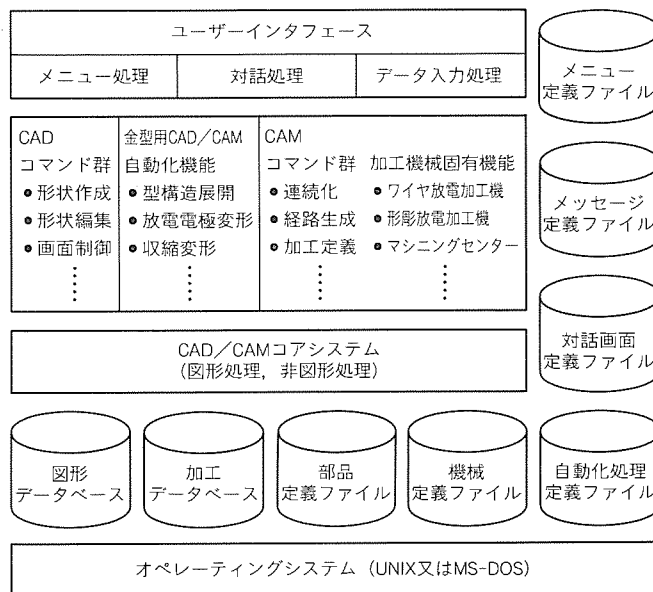 ユーザーインタフェース
メニュー処理
対話処理
データ入力処理
メニュー
定義ファイル
CAD
コマンド群
●形状作成
●形状編集
●画面制御
金型用CAD／CAM
自動化機能
●型構造展開
●放電電極変形
●収縮変形
CAM
コマンド群
●連続化
●経路生成
●加工定義
加工機械固有機能
●ワイヤ放電加工機
●形彫放電加工機
●マシニングセンター
メッセージ
定義ファイル
対話画面
定義ファイル
CAD／CAMコアシステム
(図形処理，非図形処理)
図形
データベース
加工
データベース
部品
定義ファイル
機械
定義ファイル
自動化処理
定義ファイル
オペレーティングシステム（UNIX又はMS-DOS）